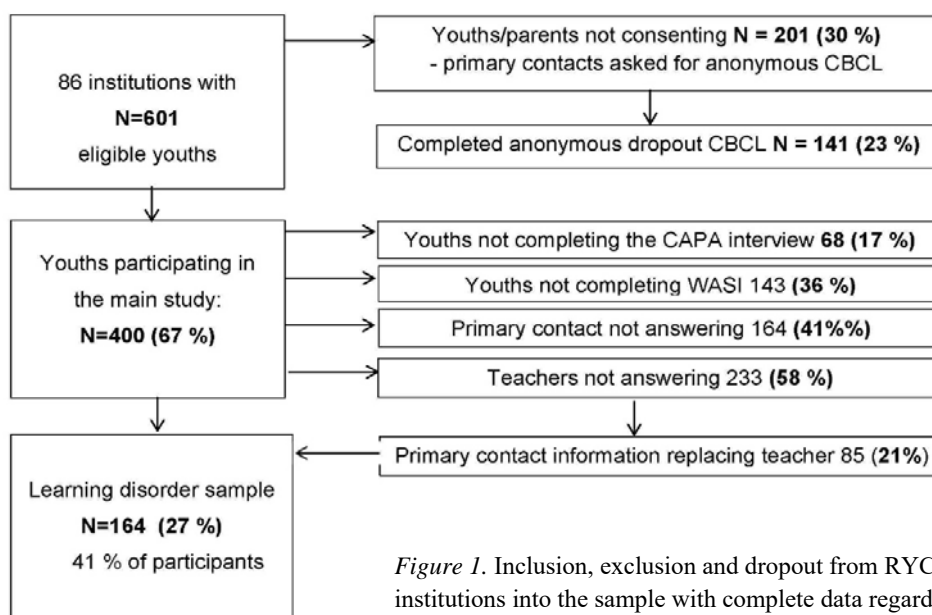 86 institutions with
N=601
eligible youths
Youths/parents not consenting N = 201 (30 %)
- primary contacts asked for anonymous CBCL
Completed anonymous dropout CBCL N = 141 (23 %)
Youths participating in
the main study:
N=400 (67 %)
Youths not completing the CAPA interview 68 (17 %)
Youths not completing WASI 143 (36 %)
Primary contact not answering 164 (41%%)
Teachers not answering 233 (58 %)
Primary contact information replacing teacher 85 (21%)
Learning disorder sample
N=164 (27 %)
41 % of participants
Figure 1. Inclusion, exclusion and dropout from RYC
institutions into the sample with complete data regard